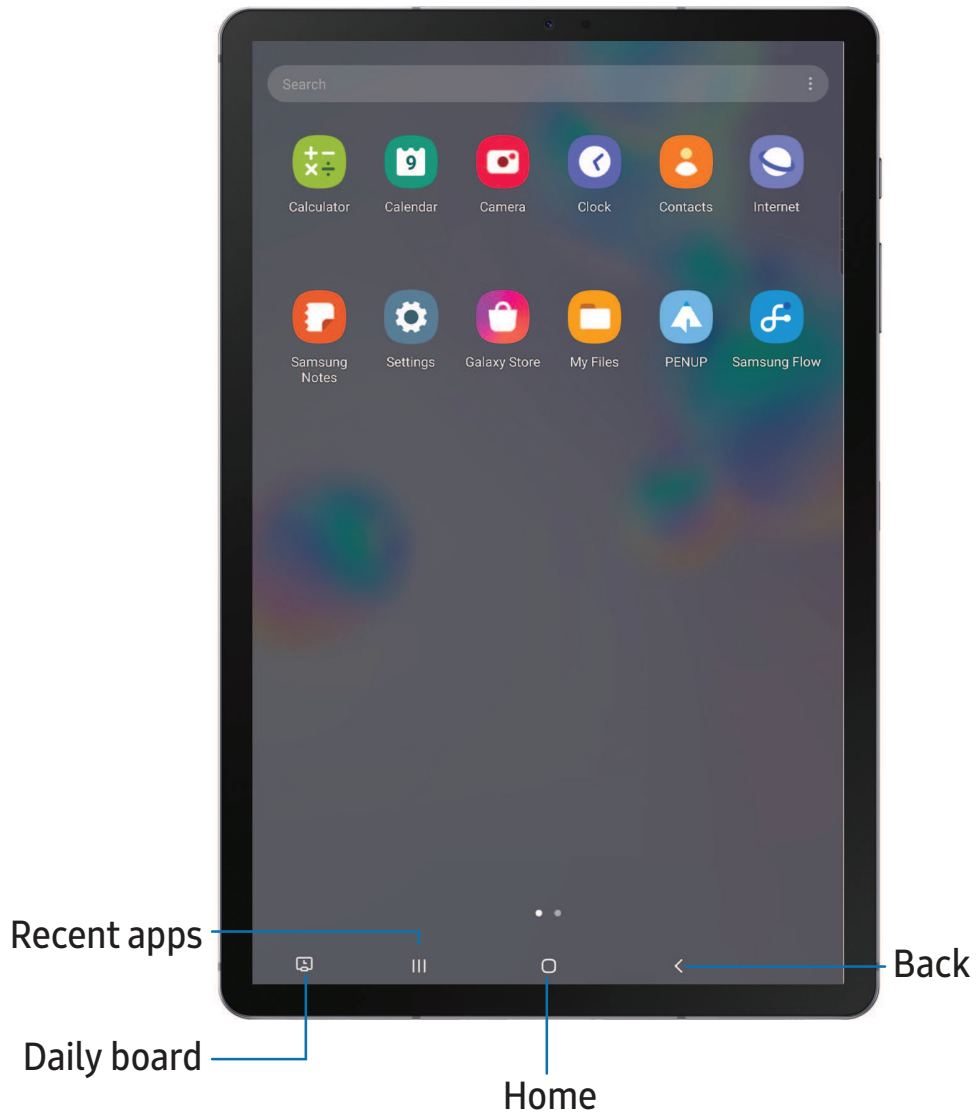 Search
Calculator
9
Calendar
Camera
Clock
Contacts
Internet
Samsung
Notes
Settings
Galaxy Store
My Files
PENUP
Samsung Flow
Recent apps
Back
Daily board
Home